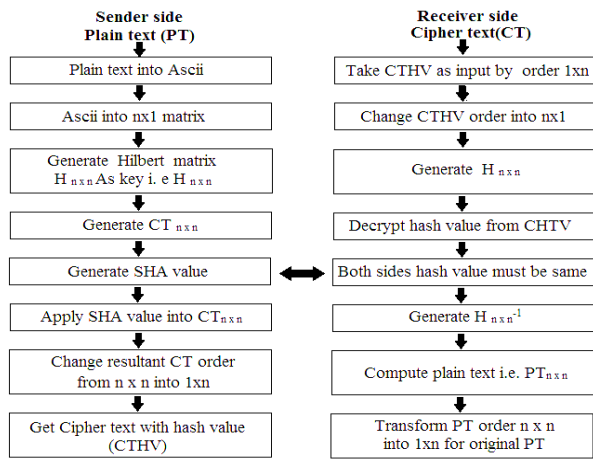 Sender side
Plain text (PT)
Plain text into Ascii
Ascii into nx1 matrix
Generate Hilbert matrix
H n x n As key i. e H n x n
Generate CT n x n
Generate SHA value
Apply SHA value into CTn x n
Change resultant CT order
from n x n into 1xn
Get Cipher text with hash value
(CTHV)
Receiver side
Cipher text(CT)
Take CTHV as input by order 1xn
Change CTHV order into nx1
Generate H n x n
Decrypt hash value from CHTV
Both sides hash value must be same
Generate H n x n-1
Compute plain text i.e. PTn x n
Transform PT order n x n
into 1xn for original PT